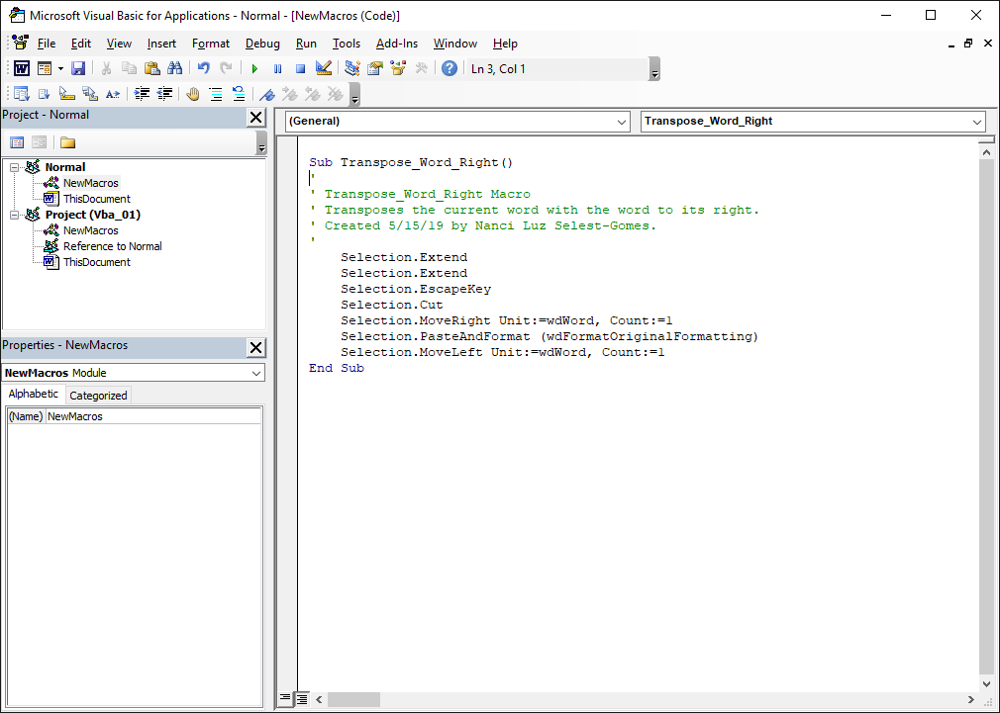 Microsoft Visual Basic for Applications - Normal - [NewMacros (Code)]
File Edit View Insert Format Debug Run Tools Add-Ins Window Help
Ln 3, Col 1
Project - Normal
Normal
NewMacros
ThisDocument
Project (Vba_01)
NewMacros
Reference to Normal
ThisDocument
Properties - NewMacros
NewMacros Module
Alphabetic Categorized
(Name) NewMacros
(General) Transpose_Word_Right
Sub Transpose_Word_Right()
'
' Transpose_Word_Right Macro
' Transposes the current word with the word to its right.
' Created 5/15/19 by Nanci Luz Selest-Gomes.
'
    Selection.Extend
    Selection.Extend
    Selection.EscapeKey
    Selection.Cut
    Selection.MoveRight Unit:=wdWord, Count:=1
    Selection.PasteAndFormat (wdFormatOriginalFormatting)
    Selection.MoveLeft Unit:=wdWord, Count:=1
End Sub